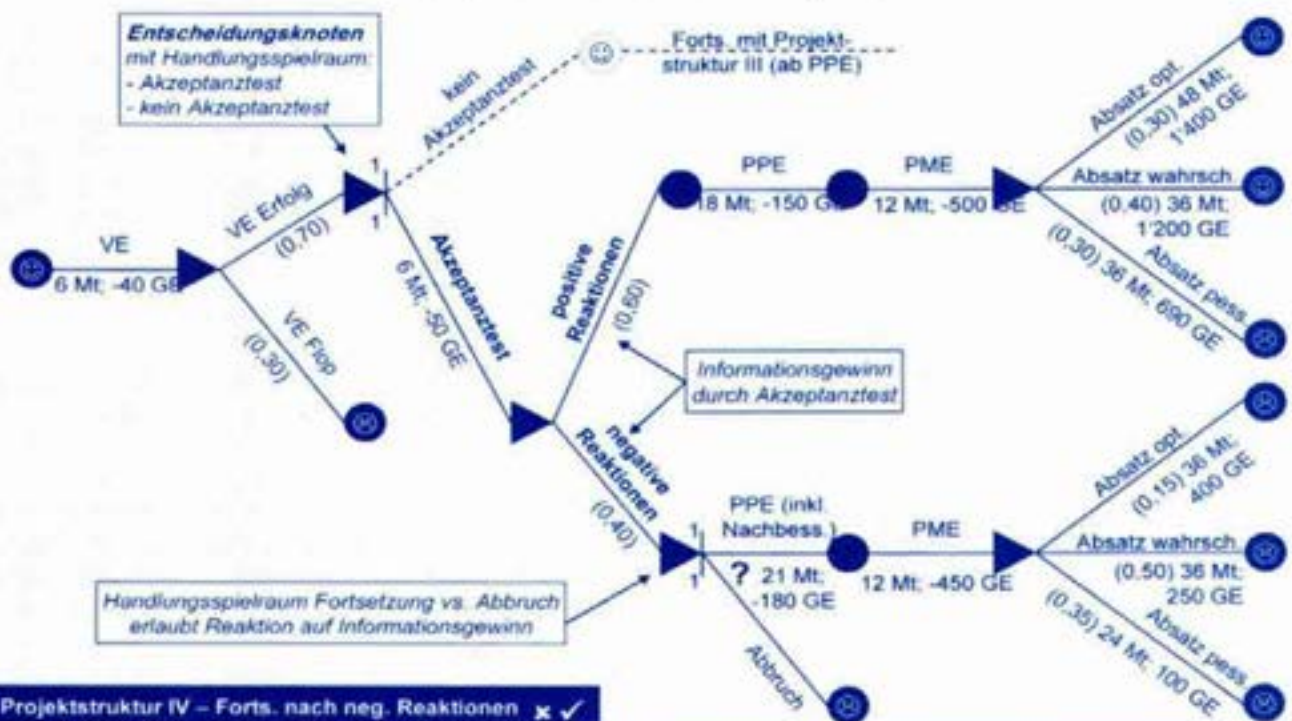 Entscheidungsknoten
mit Handlungsspielraum:
- Akzeptanztest
- kein Akzeptanztest
kein
Akzeptanztest
Forts. mit Projekt-
struktur III (ab PPE)
1
1
VE
6 Mt; -40 GE
VE Erfolg
(0,70)
VE Flop
(0,30)
Akzeptanztest
6 Mt; -50 GE
positive
Reaktionen
(0,60)
PPE
18 Mt; -150 GE
PME
12 Mt; -500 GE
Absatz opt.
(0,30) 48 Mt;
1'400 GE
Absatz wahrsch.
(0,40) 36 Mt;
1'200 GE
Absatz pess.
(0,30) 36 Mt; 690 GE
Informationsgewinn
durch Akzeptanztest
negative
Reaktionen
(0,40)
1
1
PPE (inkl.
Nachbess.)
? 21 Mt;
-180 GE
PME
12 Mt; -450 GE
Abbruch
Absatz opt.
(0,15) 36 Mt;
400 GE
Absatz wahrsch.
(0,50) 36 Mt;
250 GE
Absatz pess.
(0,35) 24 Mt; 100 GE
Handlungsspielraum Fortsetzung vs. Abbruch
erlaubt Reaktion auf Informationsgewinn
Projektstruktur IV – Forts. nach neg. Reaktionen